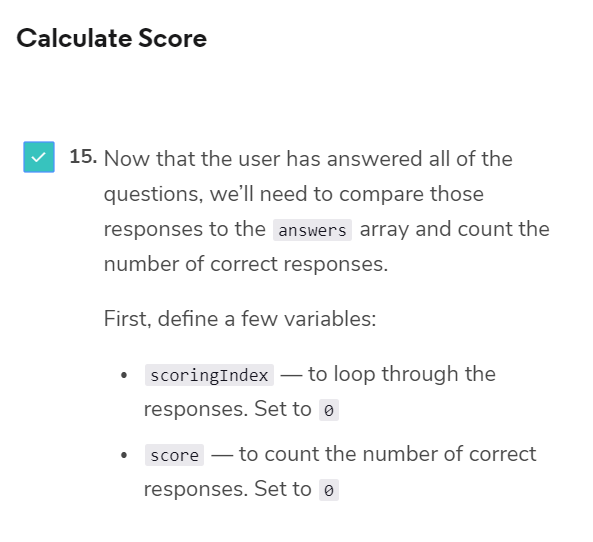 Calculate Score
15. Now that the user has answered all of the
questions, we'll need to compare those
responses to the answers array and count the
number of correct responses.
First, define a few variables:
• scoringIndex — to loop through the
responses. Set to 0
• score — to count the number of correct
responses. Set to 0